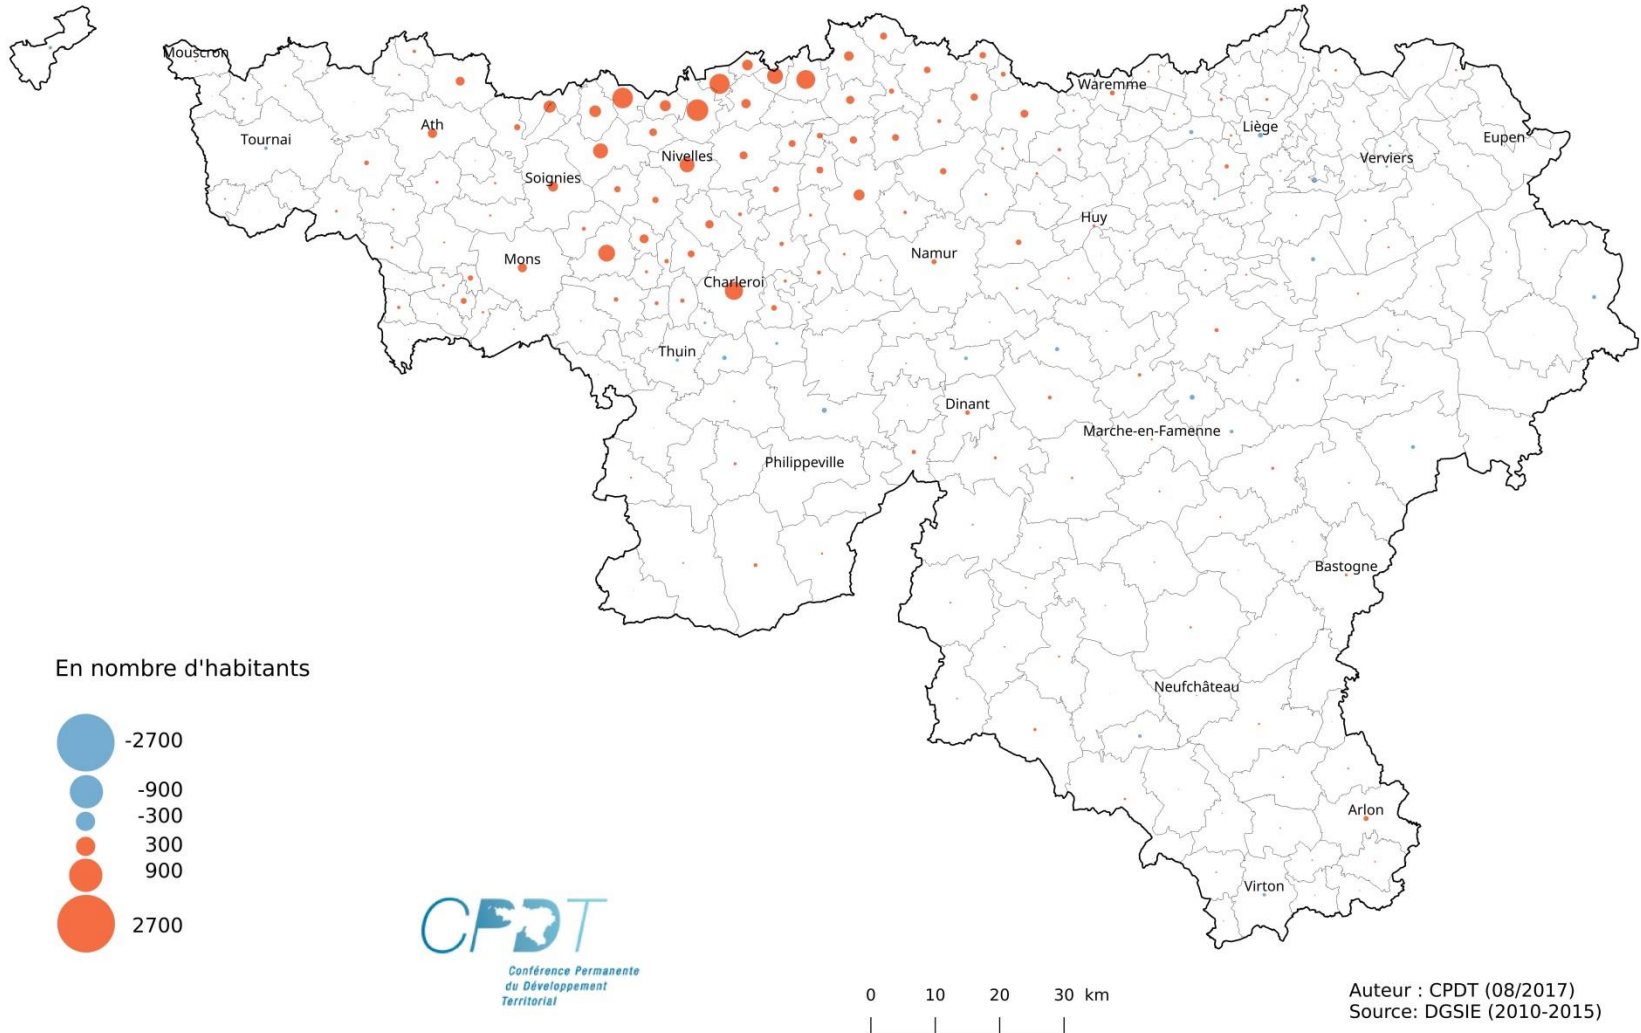 Mouscron
Waremme
Ath
Tournai
Liège
Eupen
Nivelles
Verviers
Soignies
Huy
Mons
Namur
Charleroi
Thuin
Dinant
Marche-en-Famenne
Philippeville
Bastogne
Neufchâteau
Arlon
Virton
En nombre d'habitants
-2700
-900
-300
300
900
2700
CPDT
Conférence Permanente
du Développement
Territorial
0 10 20 30 km
Auteur : CPDT (08/2017)
Source: DGSIE (2010-2015)